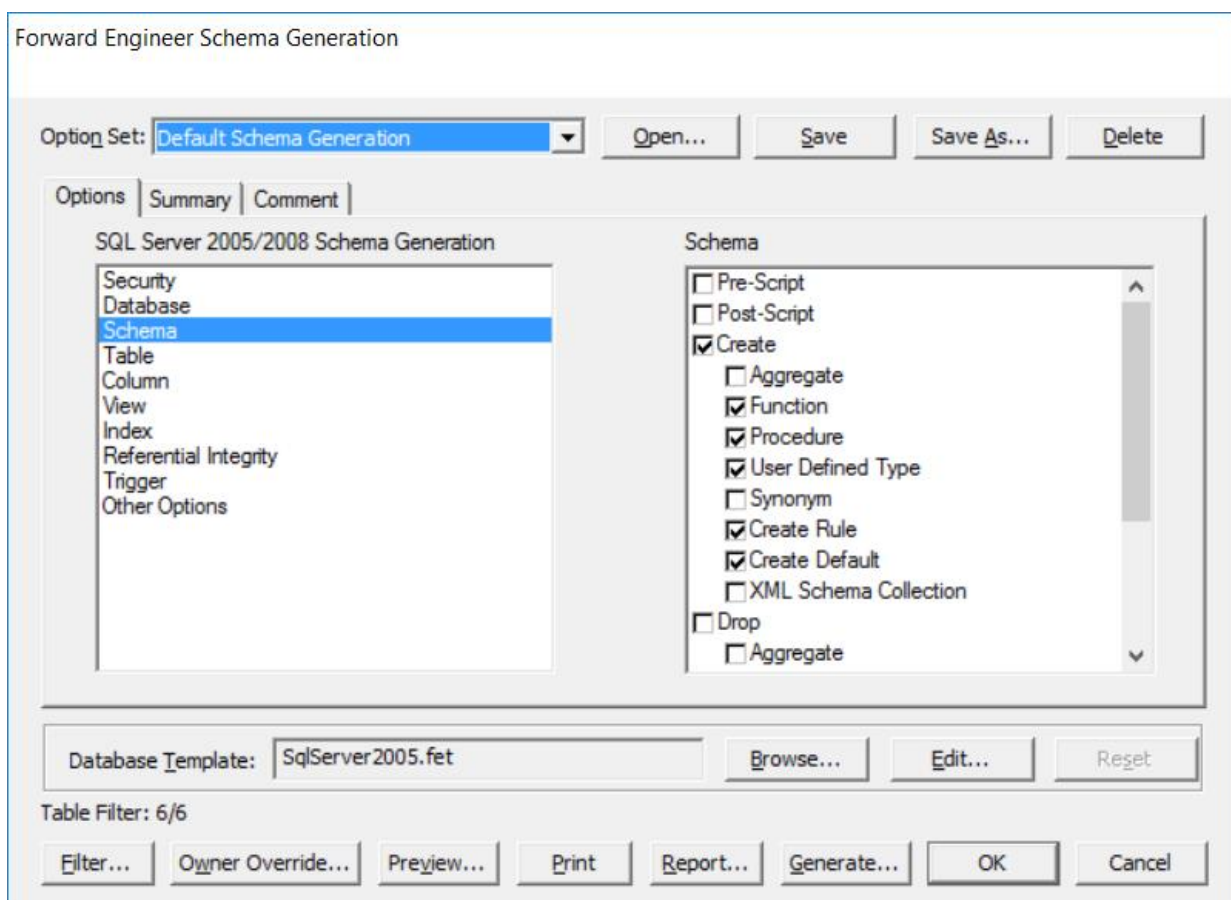 Forward Engineer Schema Generation
Option Set: Default Schema Generation Open... Save Save As... Delete
Options Summary Comment
SQL Server 2005/2008 Schema Generation
Security
Database
Schema
Table
Column
View
Index
Referential Integrity
Trigger
Other Options
Schema
Pre-Script
Post-Script
Create
Aggregate
Function
Procedure
User Defined Type
Synonym
Create Rule
Create Default
XML Schema Collection
Drop
Aggregate
Database Template: SqlServer2005.fet Browse... Edit... Reset
Table Filter: 6/6
Filter... Owner Override... Preview... Print Report... Generate... OK Cancel